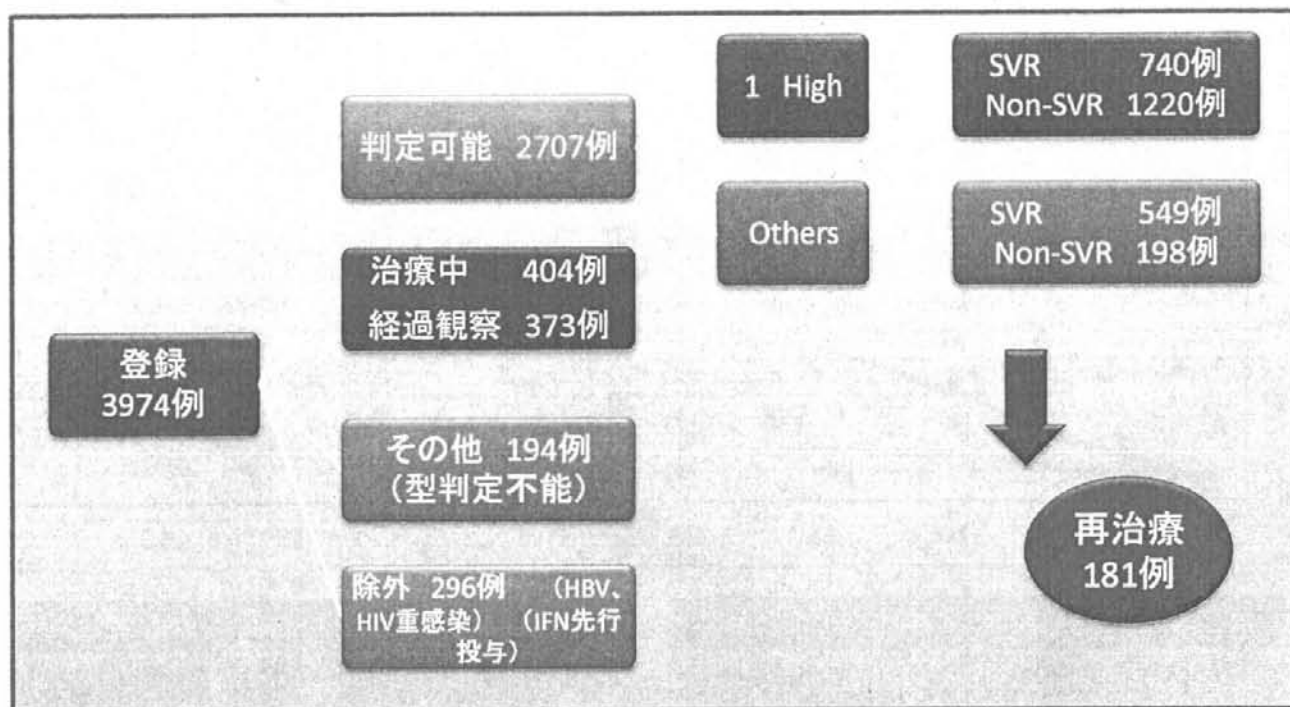 登録
3974例
判定可能 2707例
治療中 404例
経過観察 373例
その他 194例
（型判定不能）
除外 296例 （HBV、
HIV重感染） （IFN先行
投与）
1 High
SVR 740例
Non-SVR 1220例
Others
SVR 549例
Non-SVR 198例
再治療
181例